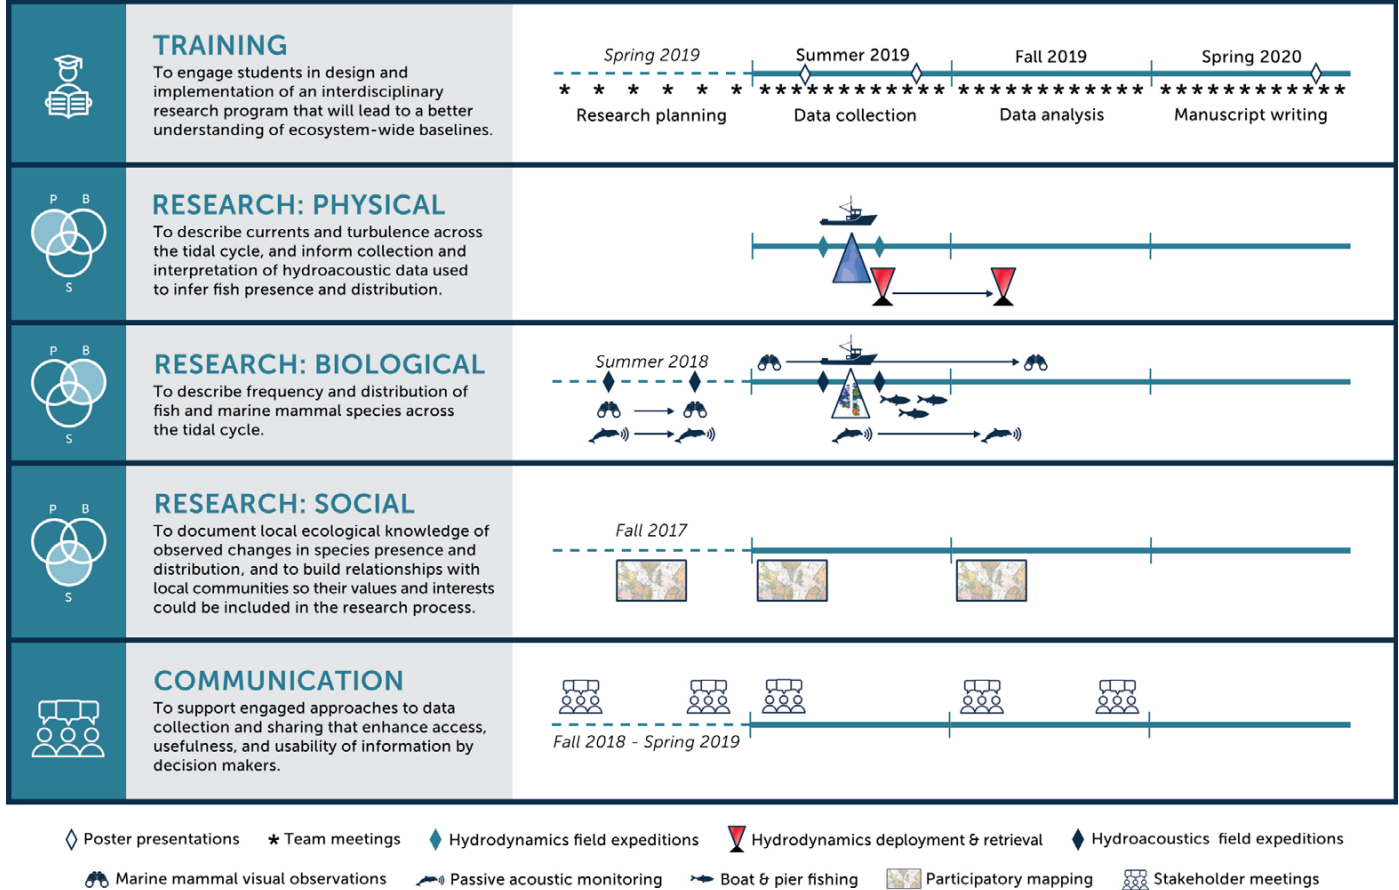 TRAINING
To engage students in design and
implementation of an interdisciplinary
research program that will lead to a better
understanding of ecosystem-wide baselines.
Spring 2019
Summer 2019
Fall 2019
Spring 2020
* * * * * * * * * * * * * * * * * * * * * * * * * * * * * * * * * * * * * * *
Research planning
Data collection
Data analysis
Manuscript writing
P B
S
RESEARCH: PHYSICAL
To describe currents and turbulence across
the tidal cycle, and inform collection and
interpretation of hydroacoustic data used
to infer fish presence and distribution.
P B
S
RESEARCH: BIOLOGICAL
To describe frequency and distribution of
fish and marine mammal species across
the tidal cycle.
Summer 2018
P B
S
RESEARCH: SOCIAL
To document local ecological knowledge of
observed changes in species presence and
distribution, and to build relationships with
local communities so their values and interests
could be included in the research process.
Fall 2017
COMMUNICATION
To support engaged approaches to data
collection and sharing that enhance access,
usefulness, and usability of information by
decision makers.
Fall 2018 - Spring 2019
Poster presentations
* Team meetings
Hydrodynamics field expeditions
Hydrodynamics deployment & retrieval
Hydroacoustics field expeditions
Marine mammal visual observations
Passive acoustic monitoring
Boat & pier fishing
Participatory mapping
Stakeholder meetings